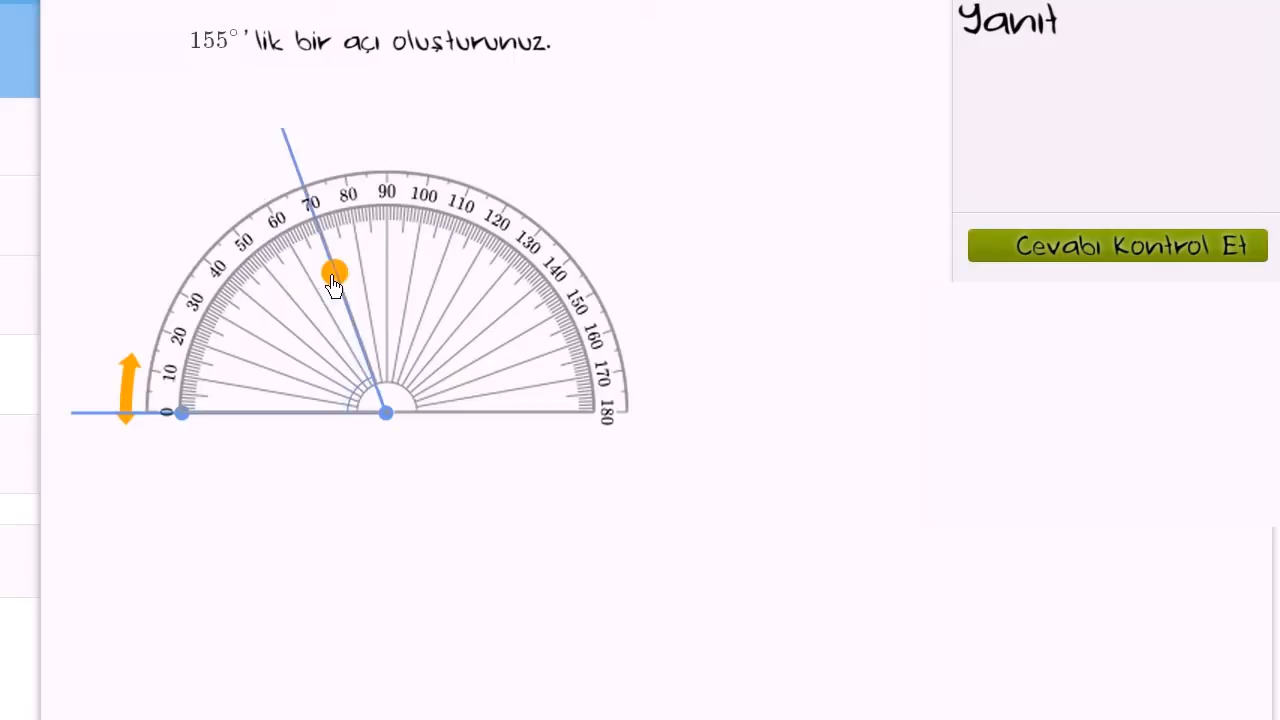 155°'lik bir açı oluşturunuz.
Yanıt
Cevabı Kontrol Et
0 10 20 30 40 50 60 70 80 90 100 110 120 130 140 150 160 170 180